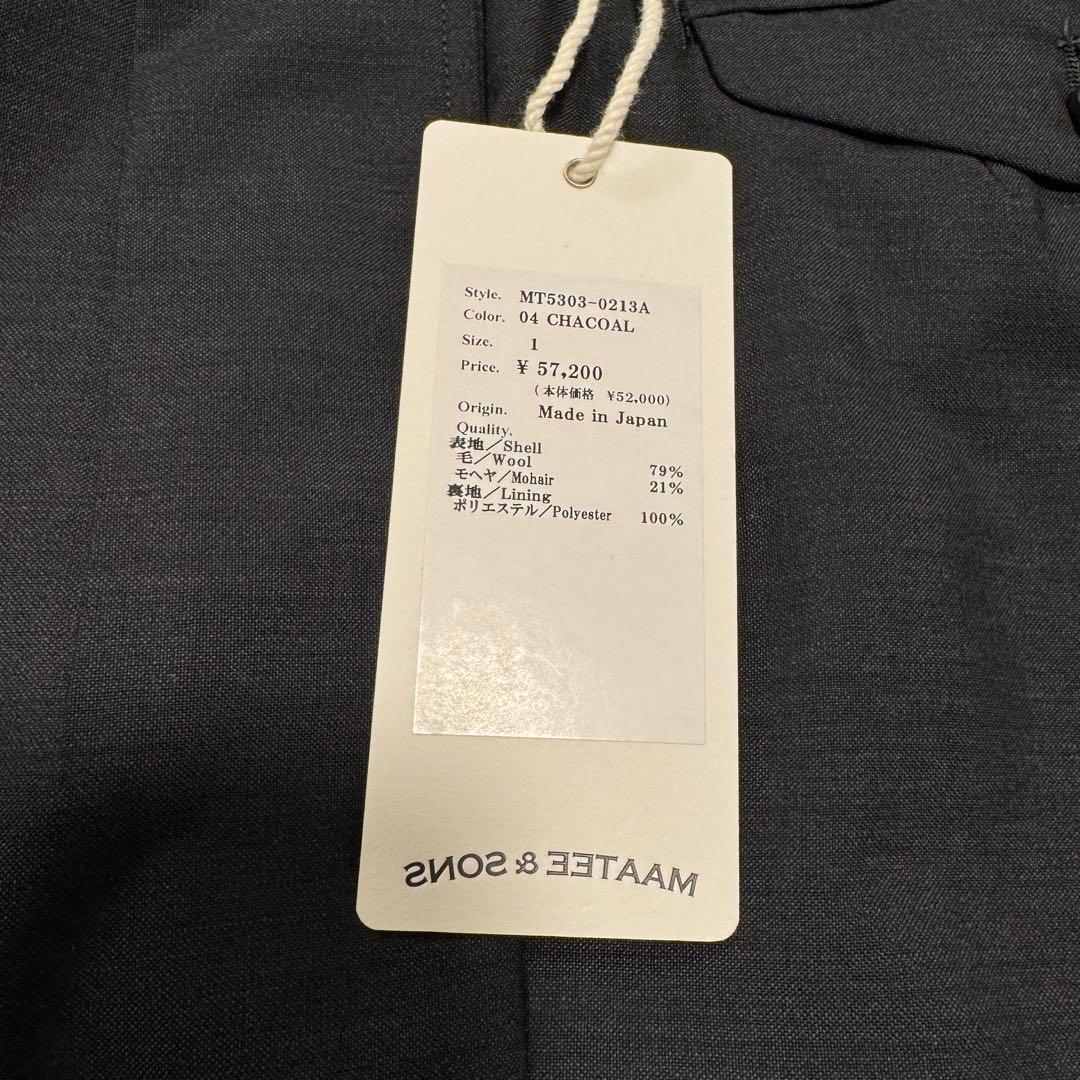 Style. MT5303-0213A
Color. 04 CHACOAL
Size. 1
Price. ¥ 57,200
(本体価格 ¥52,000)
Origin. Made in Japan
Quality.
表地/Shell
毛/Wool 79%
モヘヤ/Mohair 21%
裏地/Lining
ポリエステル/Polyester 100%
MAATEE & SONS